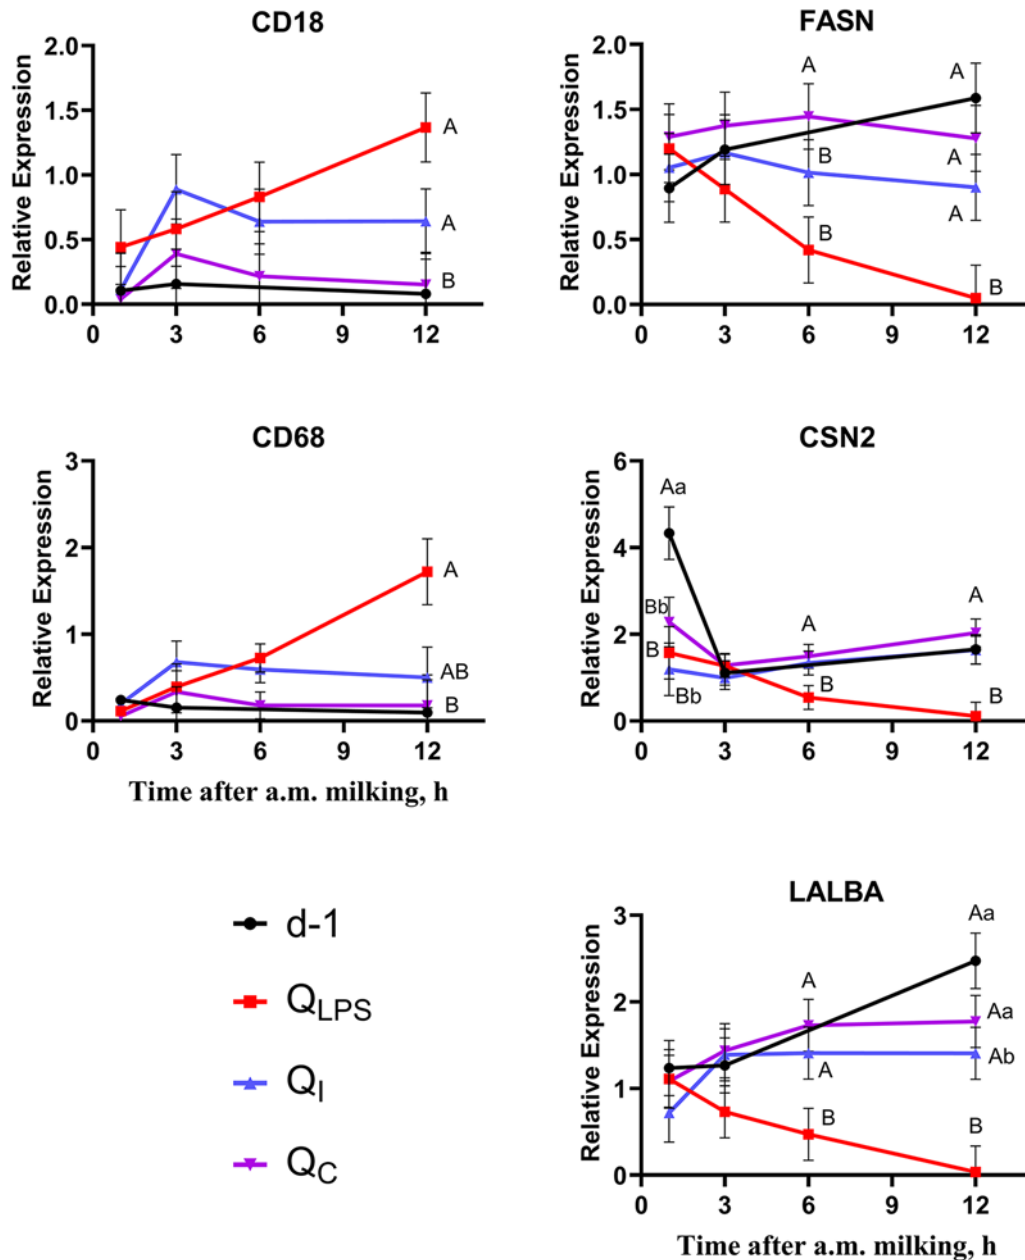 CD18
Relative Expression
2.0
1.5
1.0
0.5
0.0
A
A
B
0 3 6 9 12
FASN
Relative Expression
2.0
1.5
1.0
0.5
0.0
A
A
B
A
B
A
B
0 3 6 9 12
CD68
Relative Expression
3
2
1
0
A
AB
B
0 3 6 9 12
Time after a.m. milking, h
CSN2
Relative Expression
6
4
2
0
Aa
Bb
B
Bb
A
B
A
B
0 3 6 9 12
d-1
QLPS
QI
QC
LALBA
Relative Expression
3
2
1
0
Aa
A
Aa
A
Ab
B
B
0 3 6 9 12
Time after a.m. milking, h